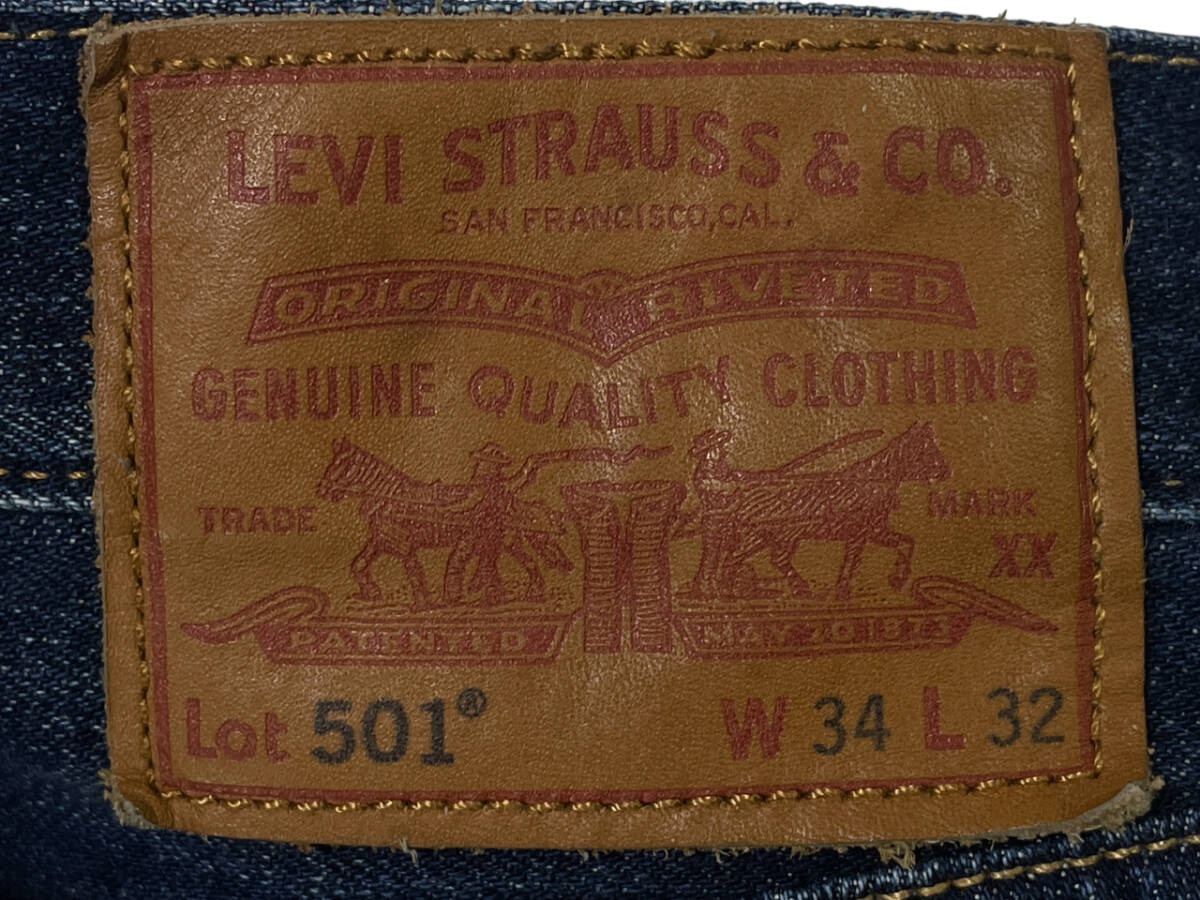 LEVI STRAUSS & CO.
SAN FRANCISCO, CAL.
ORIGINAL RIVETED
GENUINE QUALITY CLOTHING
TRADE MARK
XX
PATENTED MAY 20 1873
Lot 501® W 34 L 32